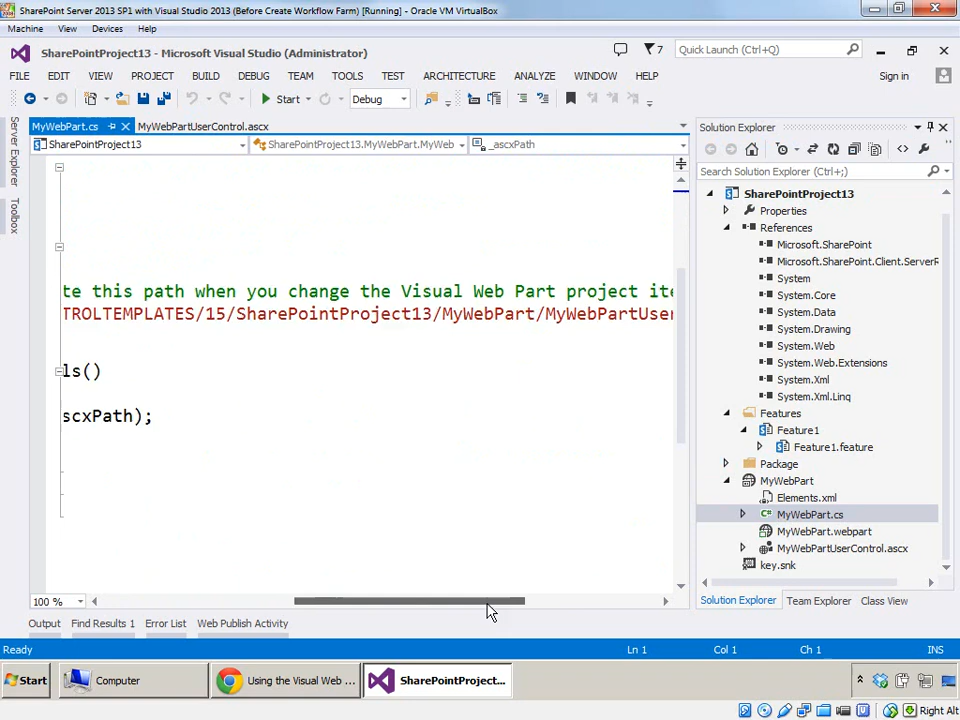 SharePoint Server 2013 SP1 with Visual Studio 2013 (Before Create Workflow Farm) [Running] - Oracle VM VirtualBox
Machine View Devices Help
SharePointProject13 - Microsoft Visual Studio (Administrator)
7
Quick Launch (Ctrl+Q)
FILE EDIT VIEW PROJECT BUILD DEBUG TEAM TOOLS TEST ARCHITECTURE ANALYZE WINDOW HELP
Sign in
Start
Debug
Server Explorer
Toolbox
MyWebPart.cs
MyWebPartUserControl.ascx
SharePointProject13
SharePointProject13.MyWebPart.MyWeb
_ascxPath
te this path when you change the Visual Web Part project ite
TROLTEMPLATES/15/SharePointProject13/MyWebPart/MyWebPartUser
ls()
scxPath);
100 %
Solution Explorer
Search Solution Explorer (Ctrl+;)
SharePointProject13
Properties
References
Microsoft.SharePoint
Microsoft.SharePoint.Client.ServerR
System
System.Core
System.Data
System.Drawing
System.Web
System.Web.Extensions
System.Xml
System.Xml.Linq
Features
Feature1
Feature1.feature
Package
MyWebPart
Elements.xml
C# MyWebPart.cs
MyWebPart.webpart
MyWebPartUserControl.ascx
key.snk
Solution Explorer Team Explorer Class View
Output Find Results 1 Error List Web Publish Activity
Ready
Ln 1 Col 1 Ch 1 INS
Start
Computer
Using the Visual Web ...
SharePointProject...
Right Alt